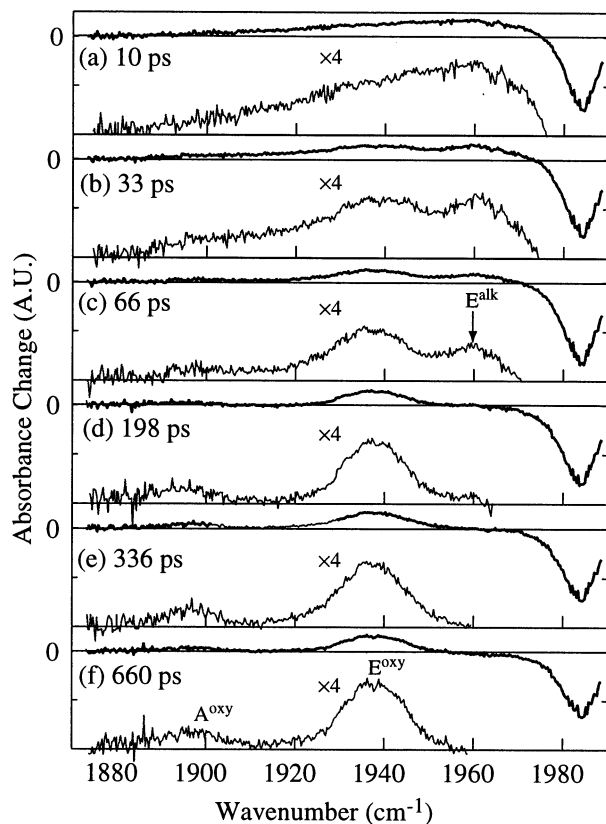 0
(a) 10 ps
×4
0
(b) 33 ps
×4
0
(c) 66 ps
×4
E^alk
0
(d) 198 ps
×4
0
(e) 336 ps
×4
0
(f) 660 ps
×4
E^oxy
A^oxy
1880 1900 1920 1940 1960 1980
Wavenumber (cm⁻¹)
Absorbance Change (A.U.)